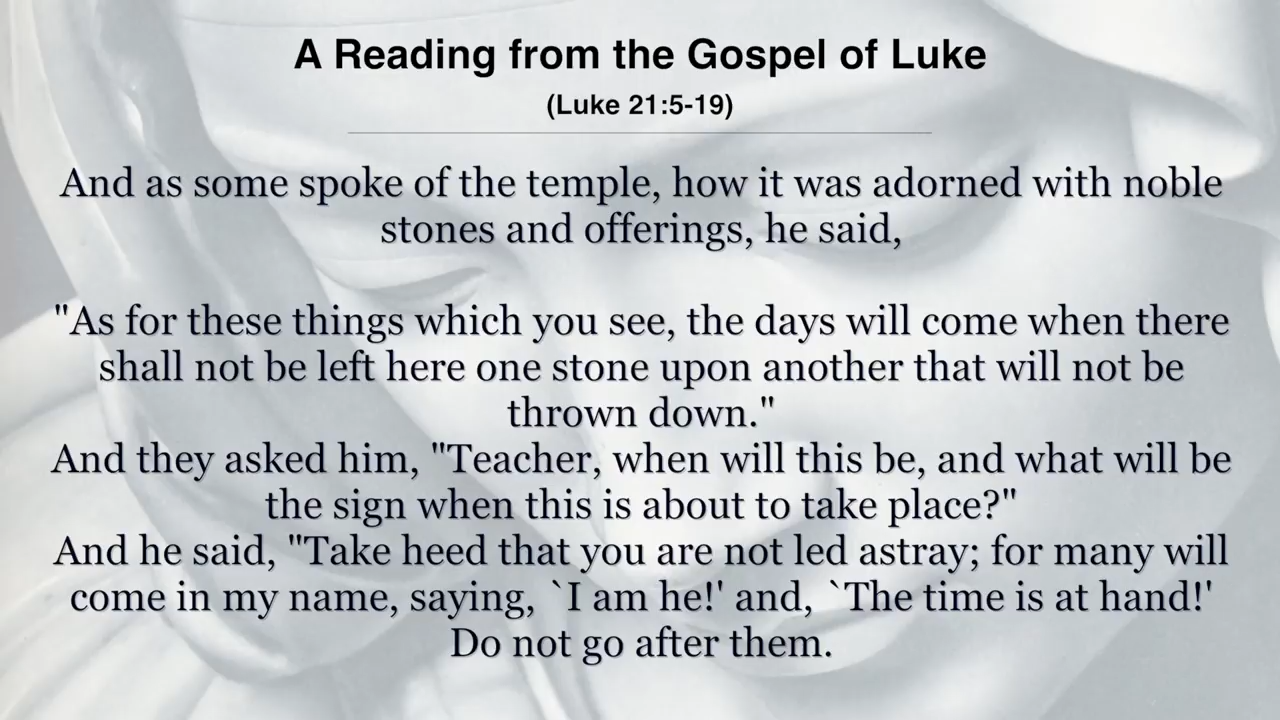 A Reading from the Gospel of Luke
(Luke 21:5-19)
And as some spoke of the temple, how it was adorned with noble
stones and offerings, he said,
"As for these things which you see, the days will come when there
shall not be left here one stone upon another that will not be
thrown down."
And they asked him, "Teacher, when will this be, and what will be
the sign when this is about to take place?"
And he said, "Take heed that you are not led astray; for many will
come in my name, saying, `I am he!' and, `The time is at hand!'
Do not go after them.